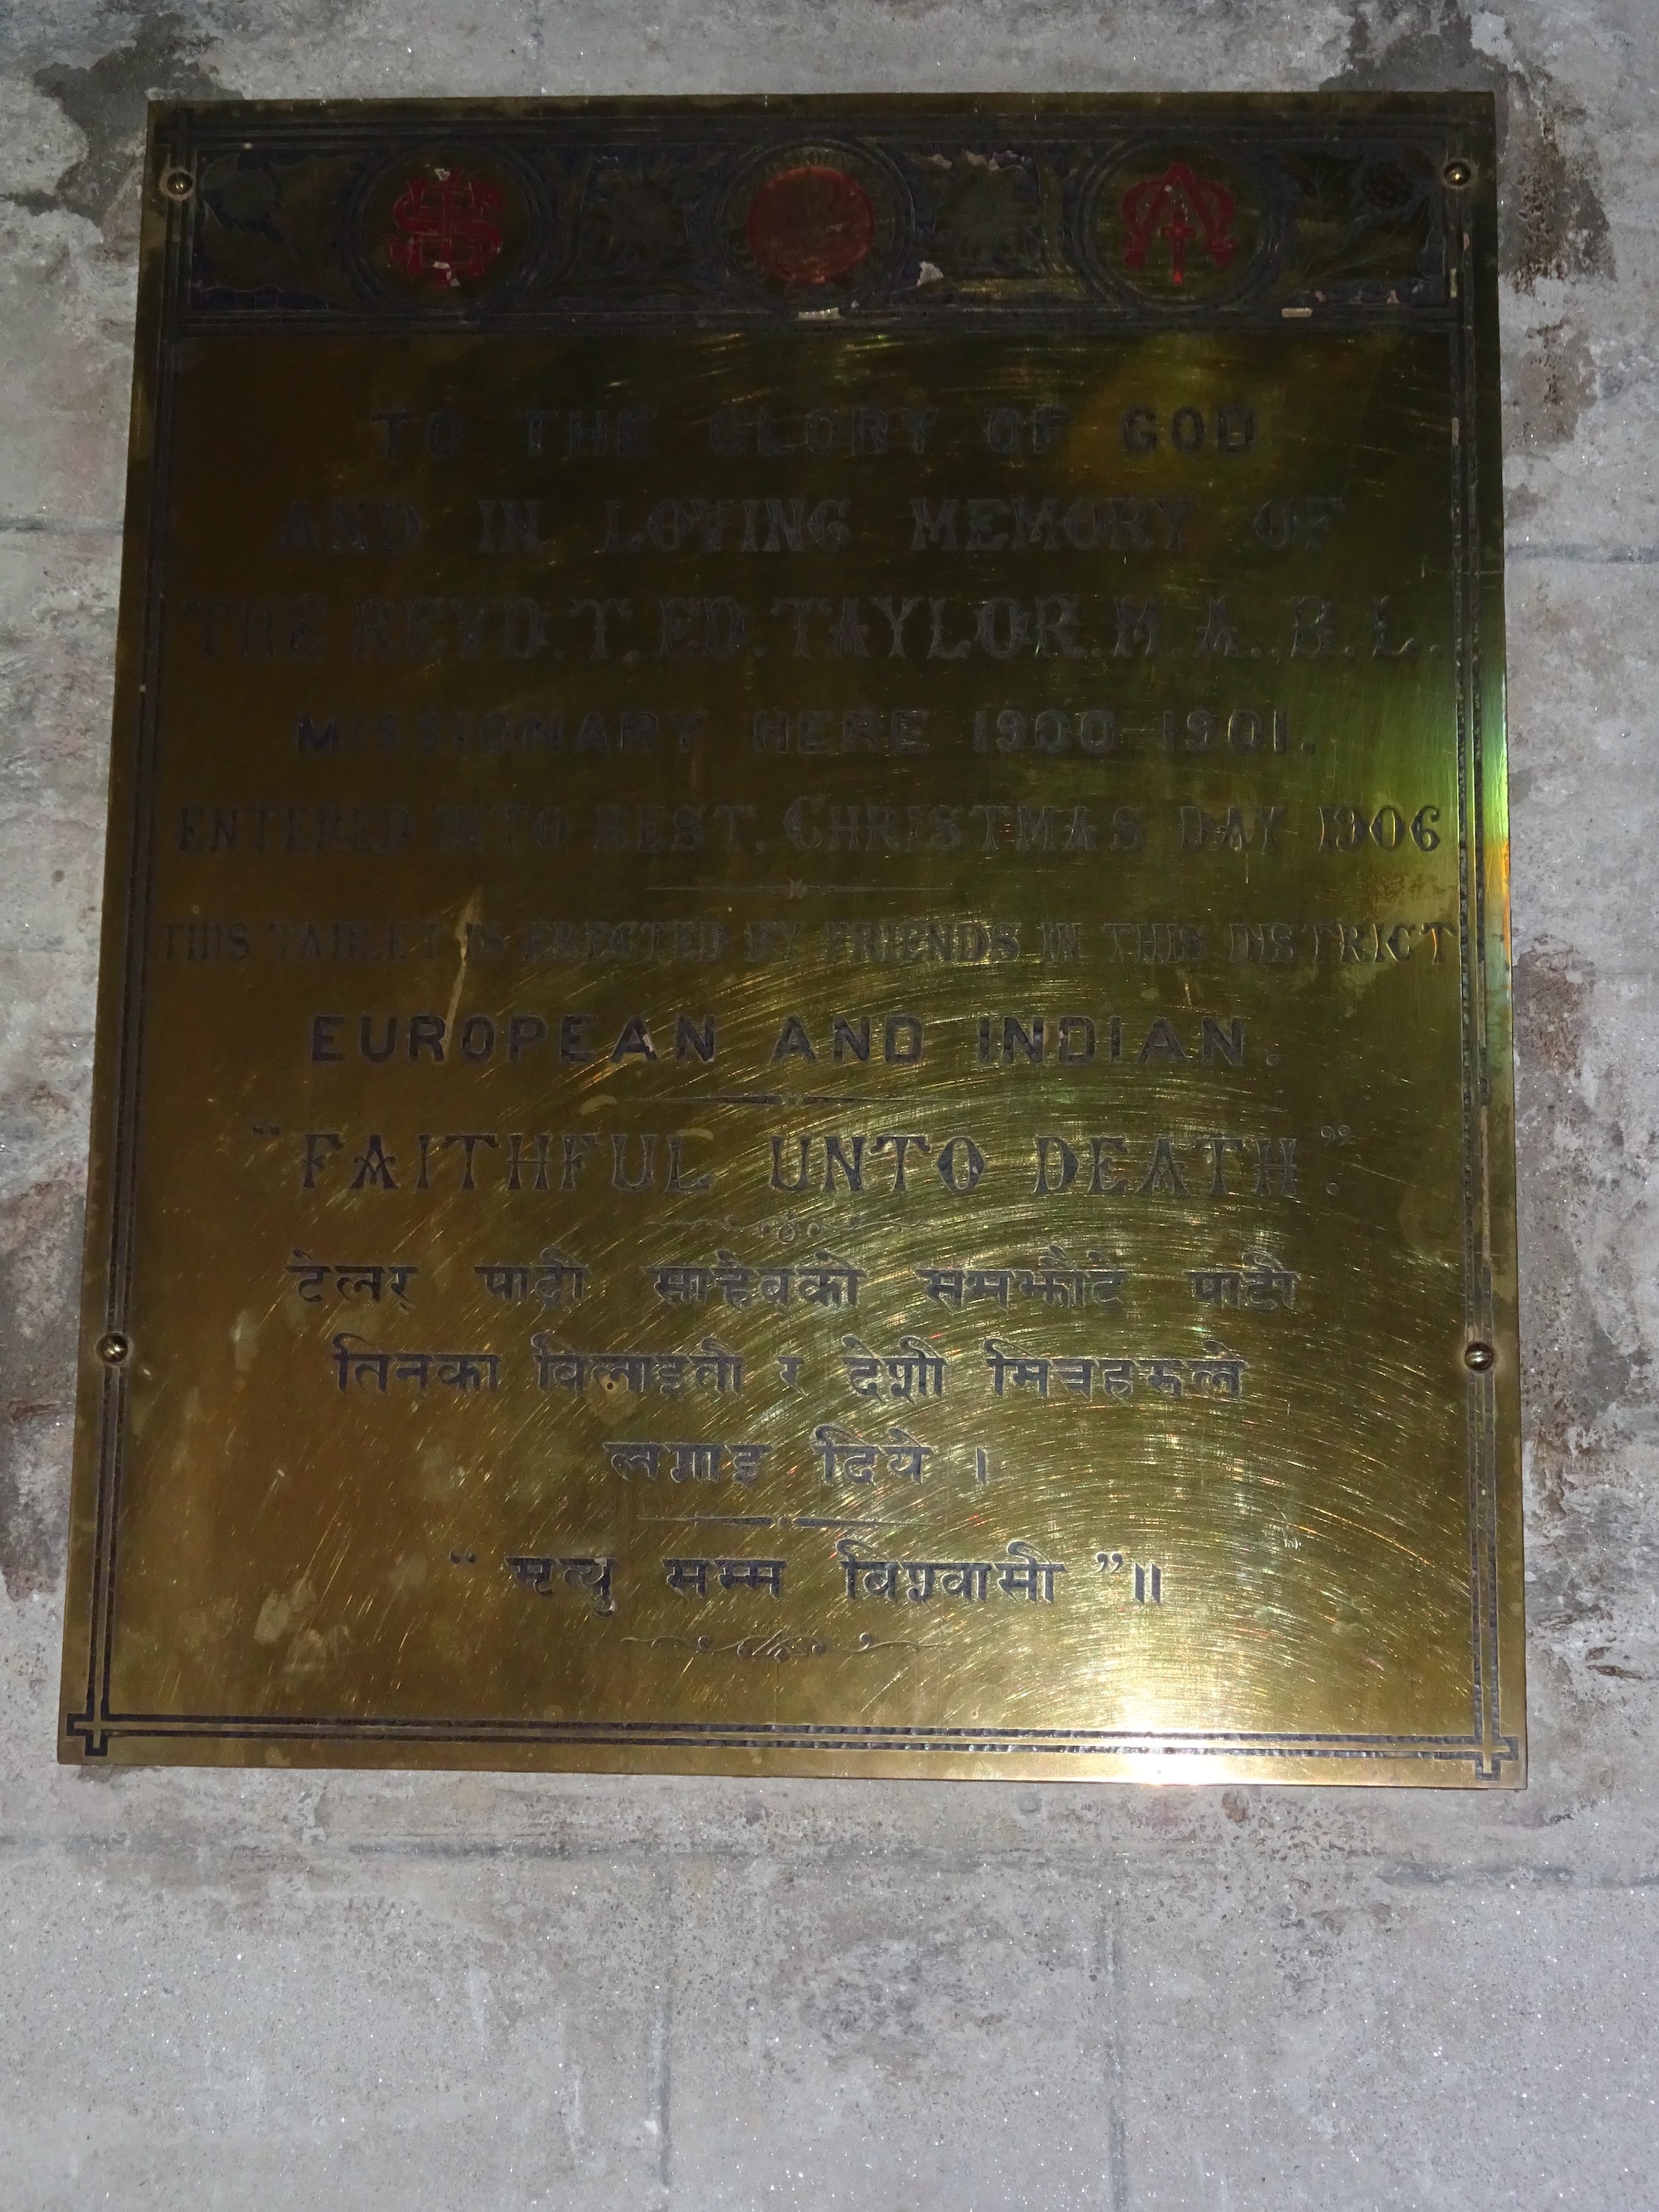 TO THE GLORY OF GOD
AND IN LOVING MEMORY OF
THE REVD. T. ED. TAYLOR. M. A., B. L.
MISSIONARY HERE 1900–1901.
ENTERED INTO REST, CHRISTMAS DAY 1906
THIS TABLET IS ERECTED BY FRIENDS IN THIS DISTRICT
EUROPEAN AND INDIAN.
“FAITHFUL UNTO DEATH.”
टेलर् पाद्री साहेवको समझौटे पाटी
तिनका विलाइती र देशी मित्रहरूले
लगाइ दिये ।
“ मृत्यु सम्म विश्वासी ”॥